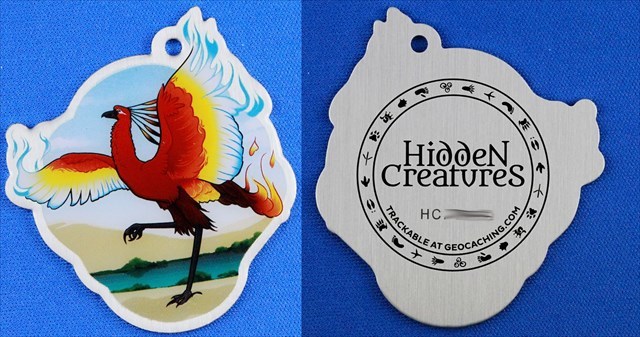 HiddeN
CreatureS
HC
TRACKABLE AT GEOCACHING.COM